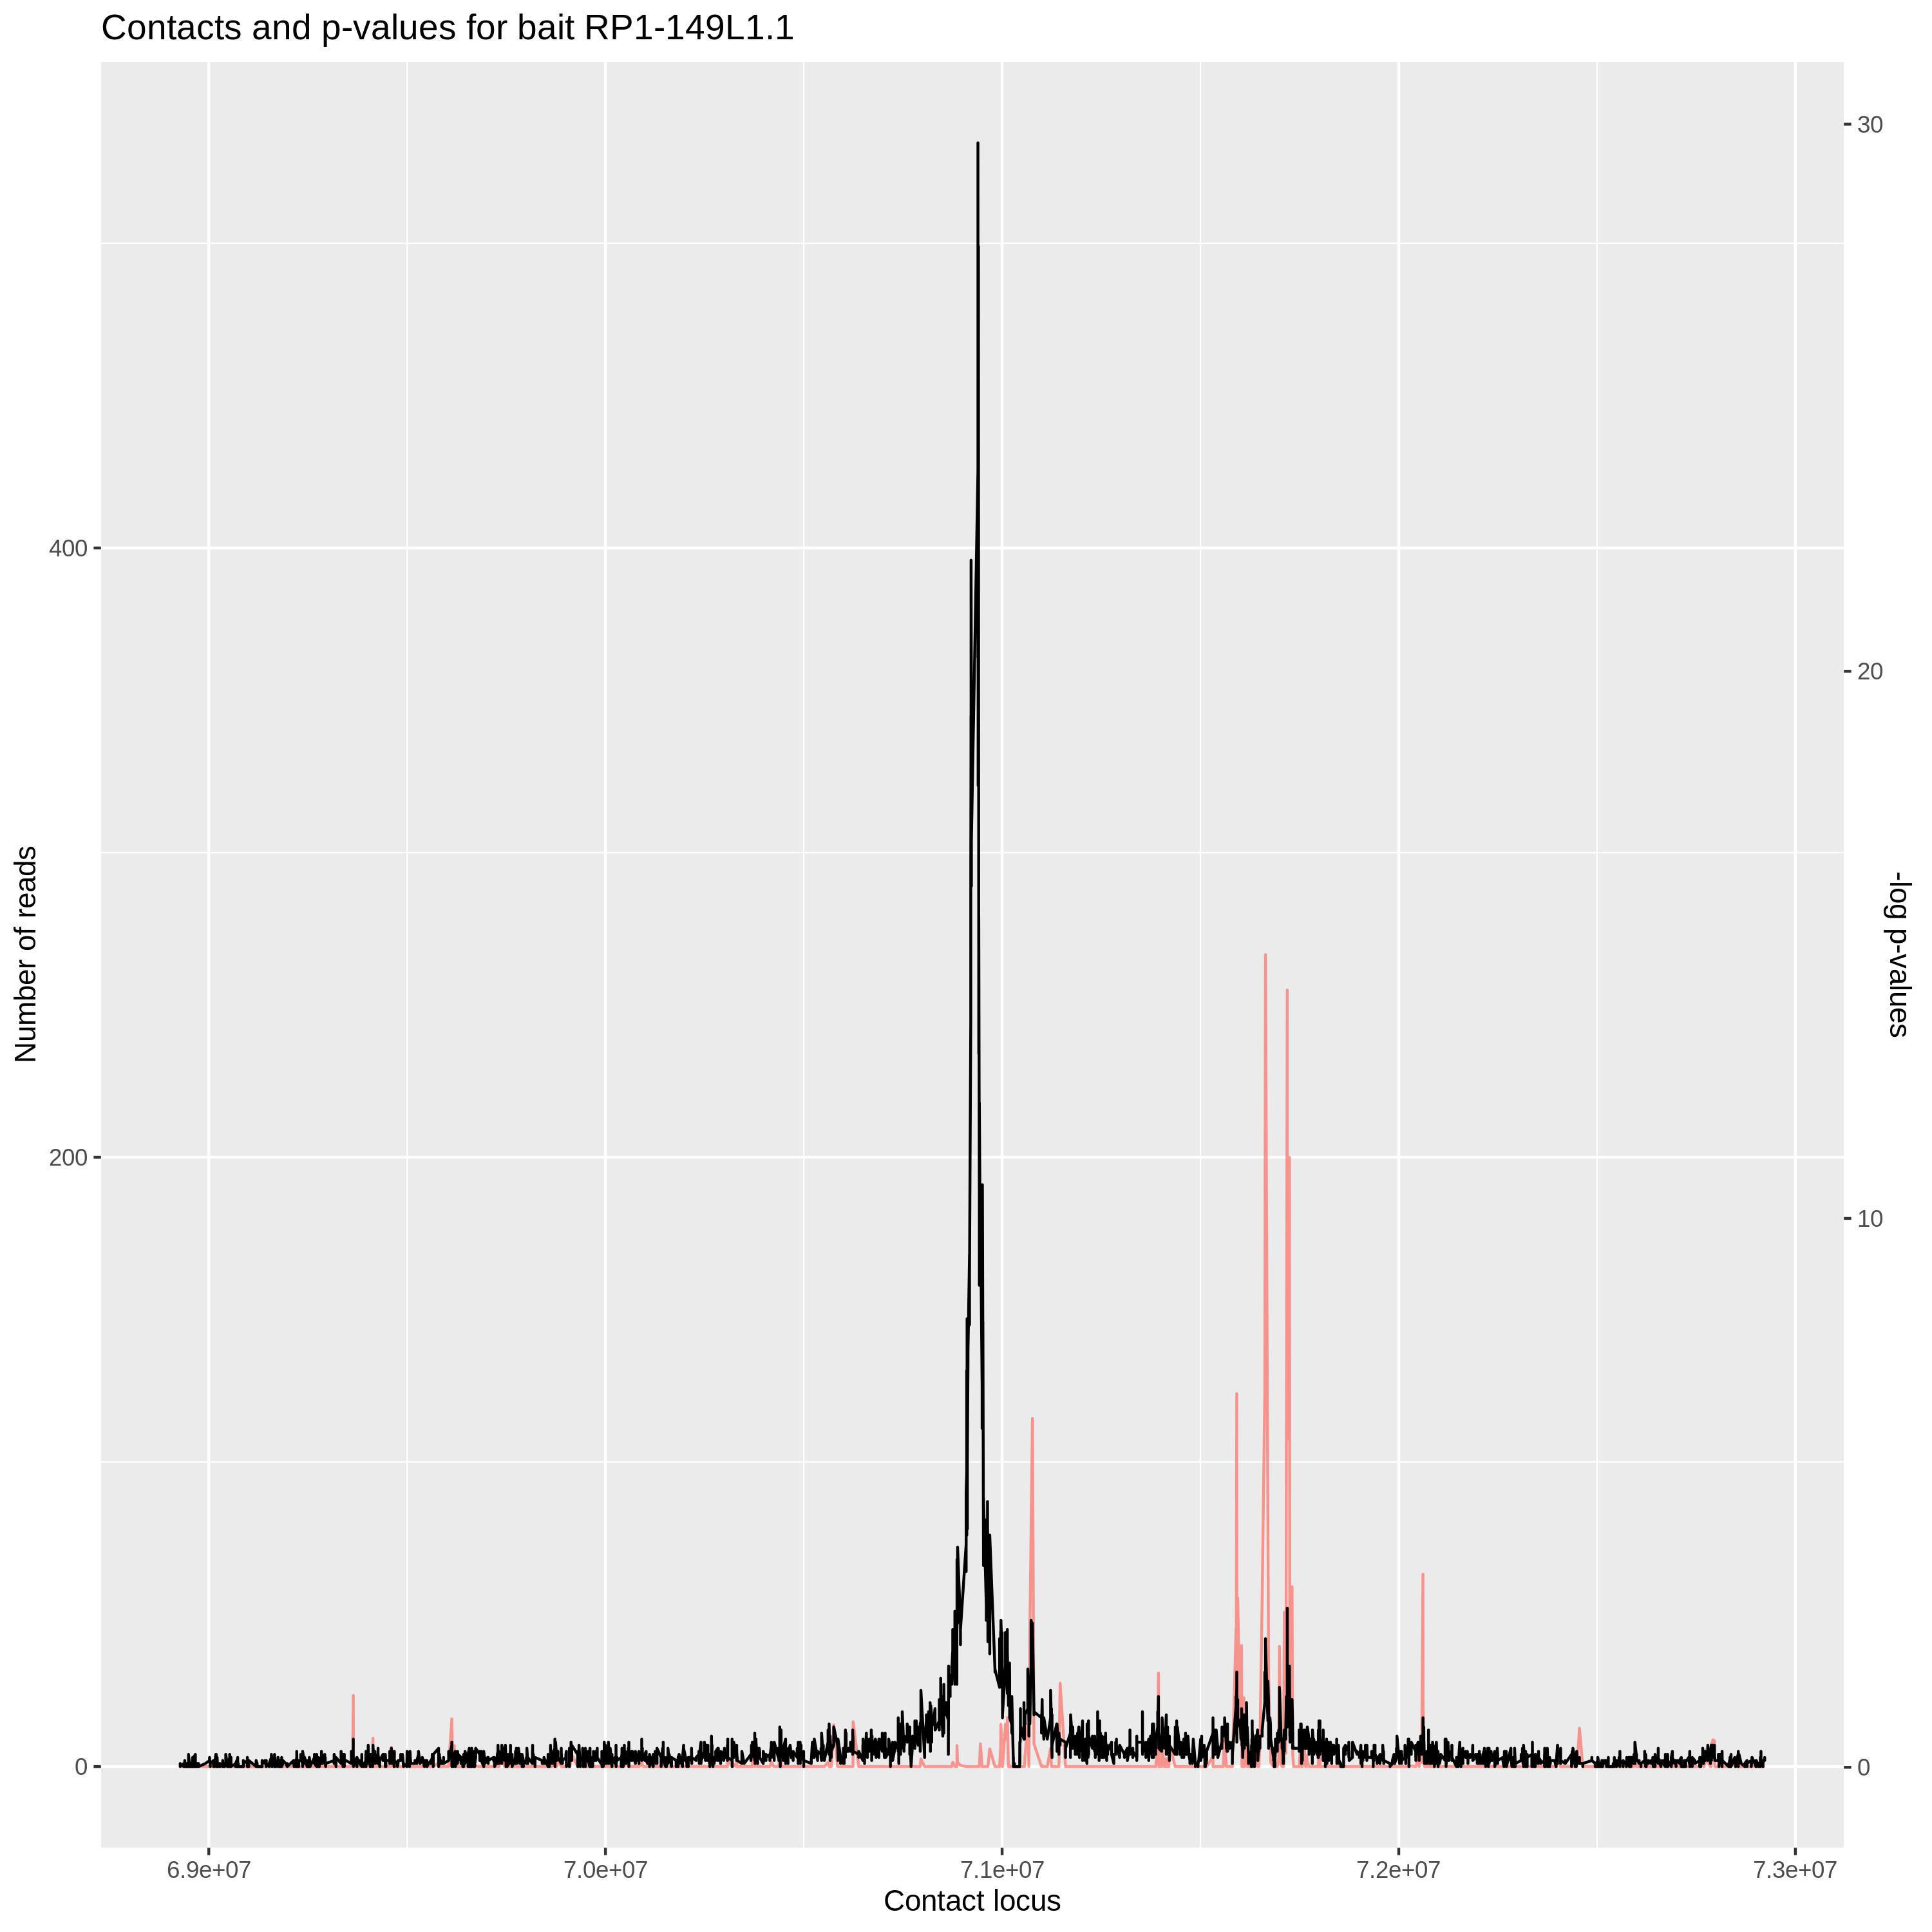 Contacts and p-values for bait RP1-149L1.1
30
400
20
Number of reads
-log p-values
200
10
0
0
6.9e+07
7.0e+07
7.1e+07
7.2e+07
7.3e+07
Contact locus